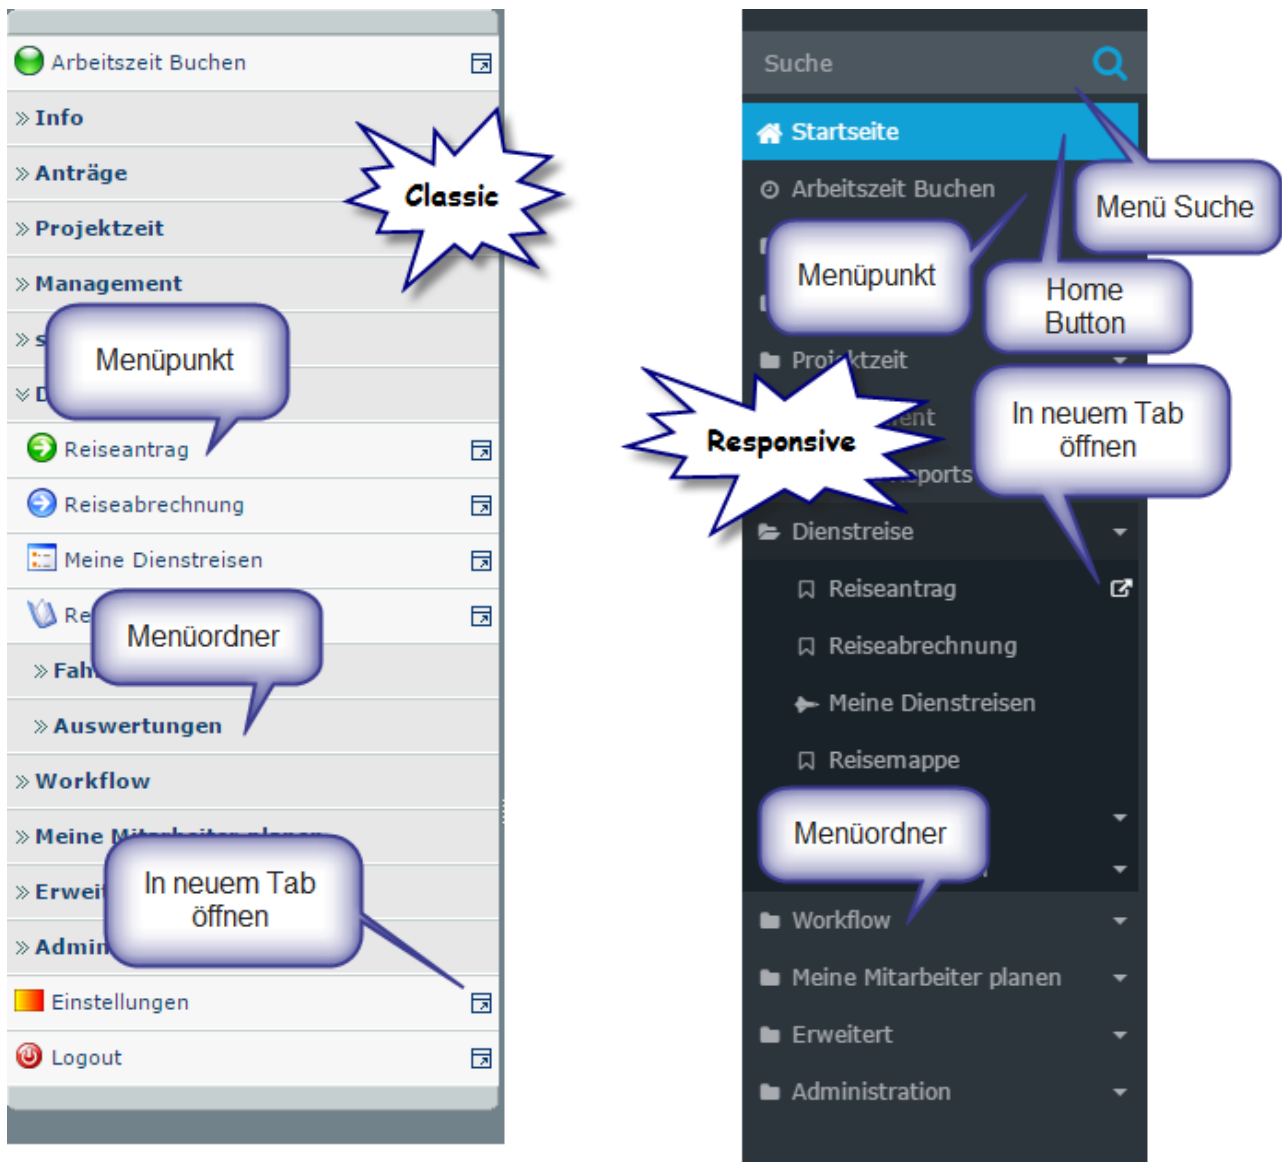 Arbeitszeit Buchen
Info
Anträge
Classic
Projektzeit
Management
Menüpunkt
Reiseantrag
Reiseabrechnung
Meine Dienstreisen
Menüordner
Auswertungen
Workflow
In neuem Tab
öffnen
Einstellungen
Logout
Suche
Startseite
Arbeitszeit Buchen
Menü Suche
Menüpunkt
Home
Button
Projektzeit
In neuem Tab
öffnen
Responsive
Dienstreise
Reiseantrag
Reiseabrechnung
Meine Dienstreisen
Reisemappe
Menüordner
Workflow
Meine Mitarbeiter planen
Erweitert
Administration